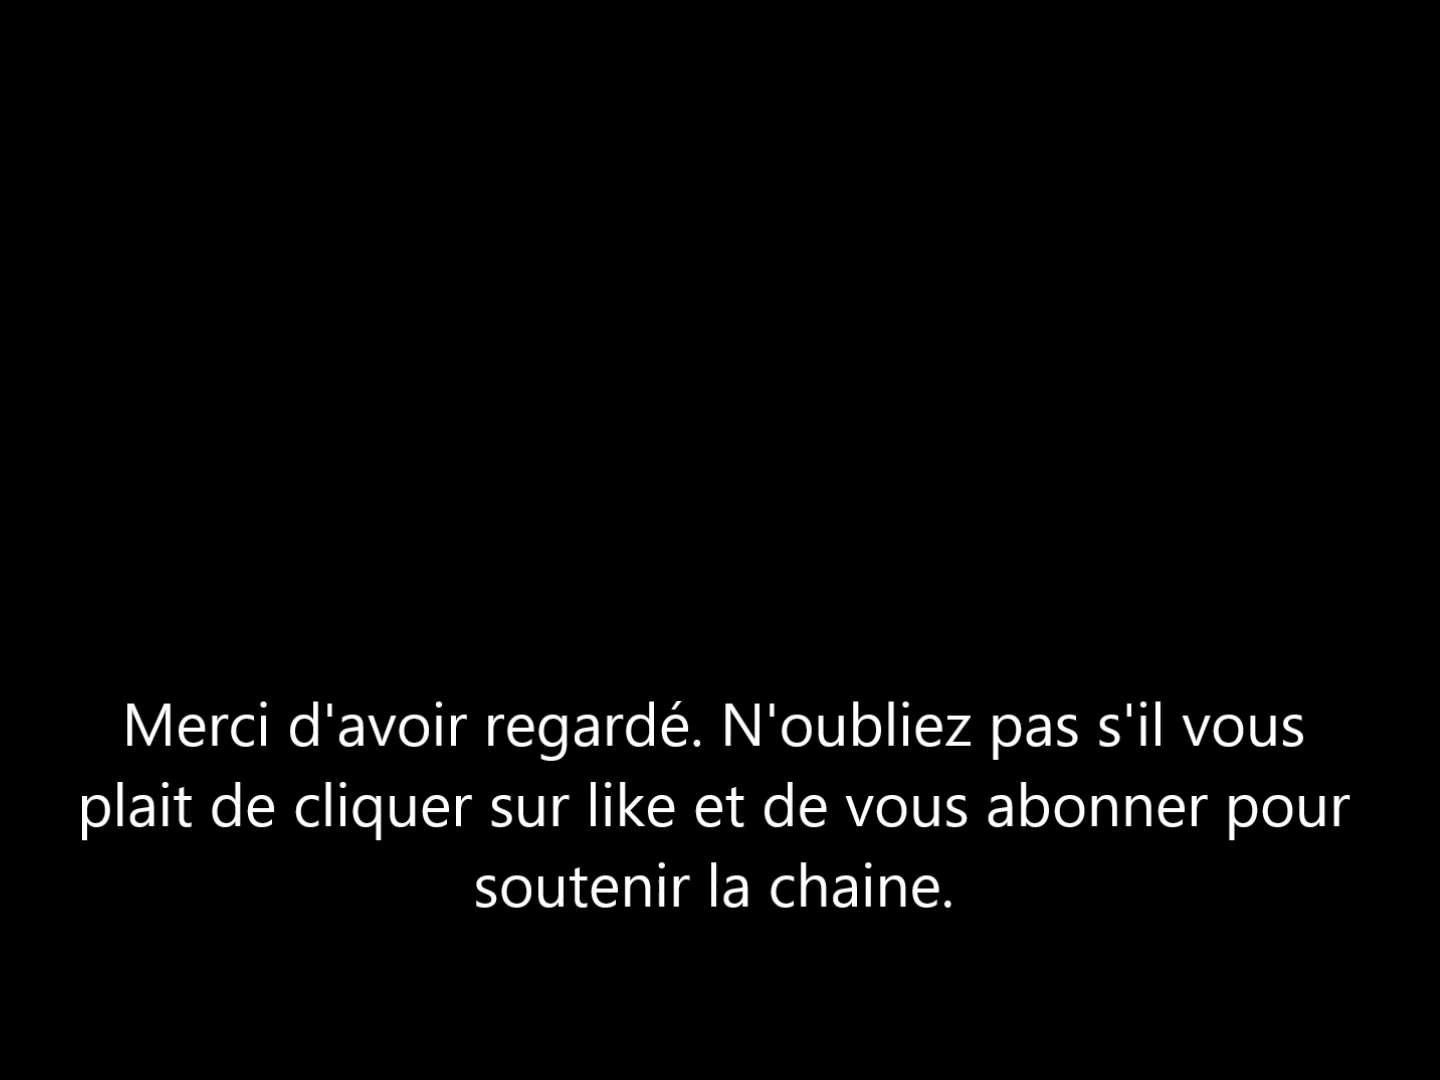 Merci d'avoir regardé. N'oubliez pas s'il vous
plait de cliquer sur like et de vous abonner pour
soutenir la chaine.